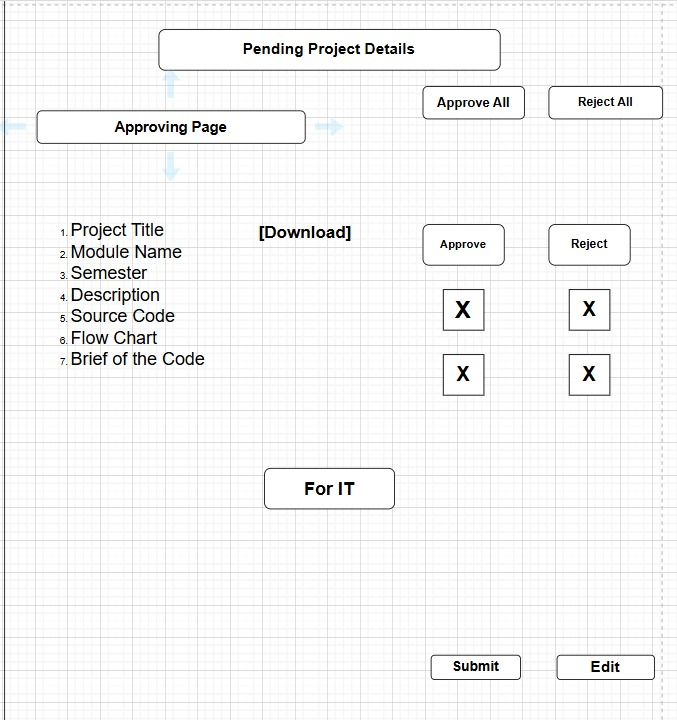 Pending Project Details
Approve All
Reject All
Approving Page
1. Project Title
[Download]
Approve
Reject
2. Module Name
3. Semester
4. Description
5. Source Code
6. Flow Chart
7. Brief of the Code
X X
X X
For IT
Submit
Edit